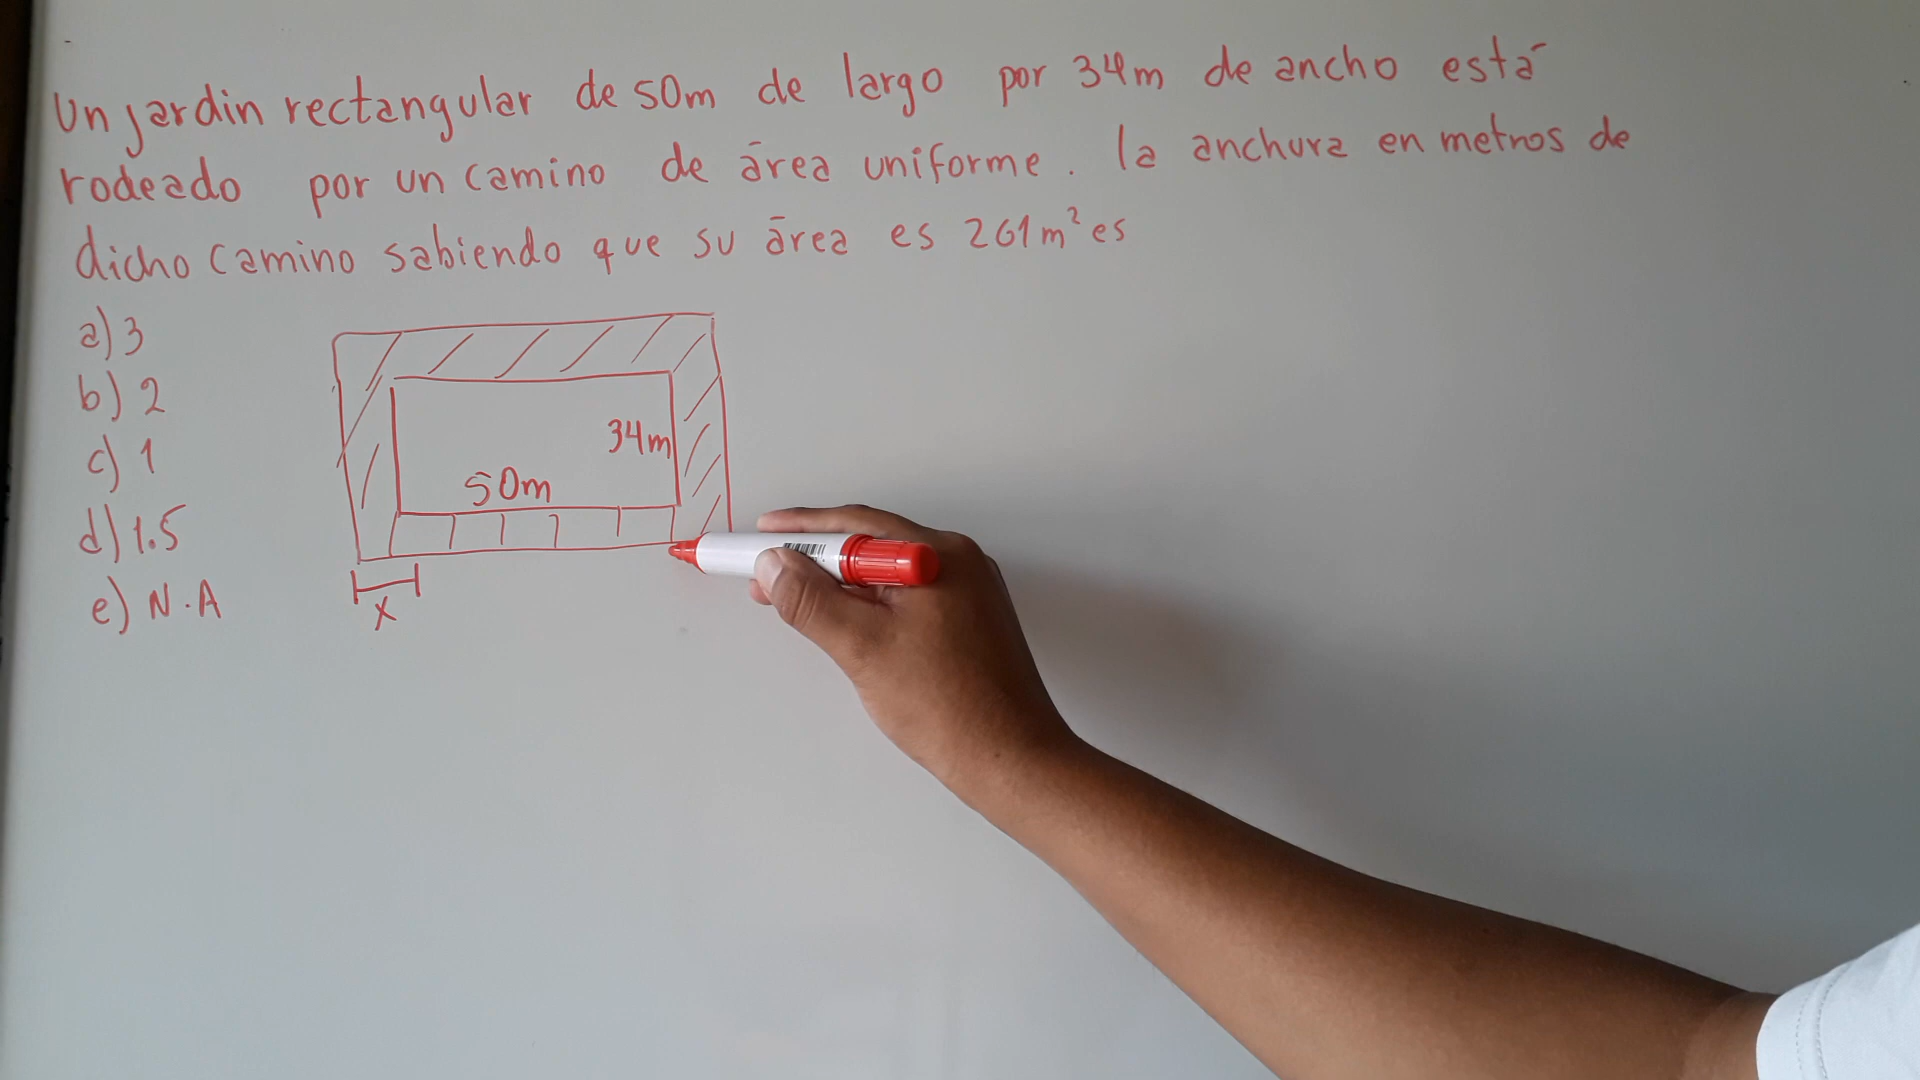 Un jardin rectangular de 50m de largo por 34m de ancho está
rodeado por un camino de área uniforme. la anchura en metros de
dicho camino sabiendo que su área es 261m² es
a) 3
b) 2
c) 1
d) 1.5
e) N.A
34m
50m
x